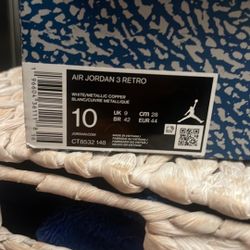 AIR JORDAN 3 RETRO
WHITE/METALLIC COPPER
BLANC/CUIVRE METALLIQUE
10
UK 9
CM 28
BR 42
EUR 44
JORDAN.COM
CT8532 148